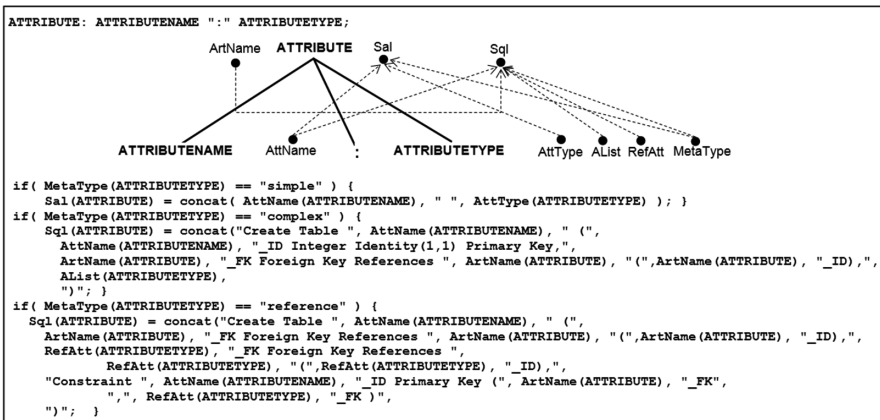 ATTRIBUTE: ATTRIBUTENAME ":" ATTRIBUTETYPE;
ArtName ATTRIBUTE Sal Sql
ATTRIBUTENAME AttName : ATTRIBUTETYPE AttType AList RefAtt MetaType
if( MetaType(ATTRIBUTETYPE) == "simple" ) {
Sal(ATTRIBUTE) = concat( AttName(ATTRIBUTENAME), " ", AttType(ATTRIBUTETYPE) ); }
if( MetaType(ATTRIBUTETYPE) == "complex" ) {
Sql(ATTRIBUTE) = concat("Create Table ", AttName(ATTRIBUTENAME), " (",
AttName(ATTRIBUTENAME), "_ID Integer Identity(1,1) Primary Key,",
ArtName(ATTRIBUTE), "_FK Foreign Key References ", ArtName(ATTRIBUTE), "(",ArtName(ATTRIBUTE), "_ID),",
AList(ATTRIBUTETYPE),
")"; }
if( MetaType(ATTRIBUTETYPE) == "reference" ) {
Sql(ATTRIBUTE) = concat("Create Table ", AttName(ATTRIBUTENAME), " (",
ArtName(ATTRIBUTE), "_FK Foreign Key References ", ArtName(ATTRIBUTE), "(",ArtName(ATTRIBUTE), "_ID),",
RefAtt(ATTRIBUTETYPE), "_FK Foreign Key References ",
RefAtt(ATTRIBUTETYPE), "(",RefAtt(ATTRIBUTETYPE), "_ID),",
"Constraint ", AttName(ATTRIBUTENAME), "_ID Primary Key (", ArtName(ATTRIBUTE), "_FK",
",", RefAtt(ATTRIBUTETYPE), "_FK )",
")"; }